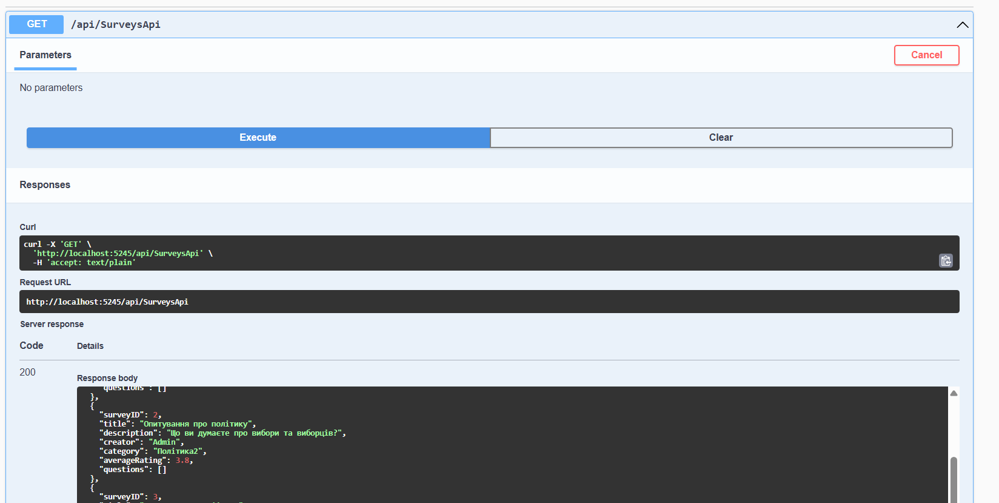 GET /api/SurveysApi
Parameters
Cancel
No parameters
Execute
Clear
Responses
Curl
curl -X 'GET' \
'http://localhost:5245/api/SurveysApi' \
-H 'accept: text/plain'
Request URL
http://localhost:5245/api/SurveysApi
Server response
Code Details
200
Response body
"questions": []
},
{
"surveyID": 2,
"title": "Опитування про політику",
"description": "Що ви думаєте про вибори та виборців?",
"creator": "Admin",
"category": "Політика2",
"averageRating": 3.8,
"questions": []
},
{
"surveyID": 3,